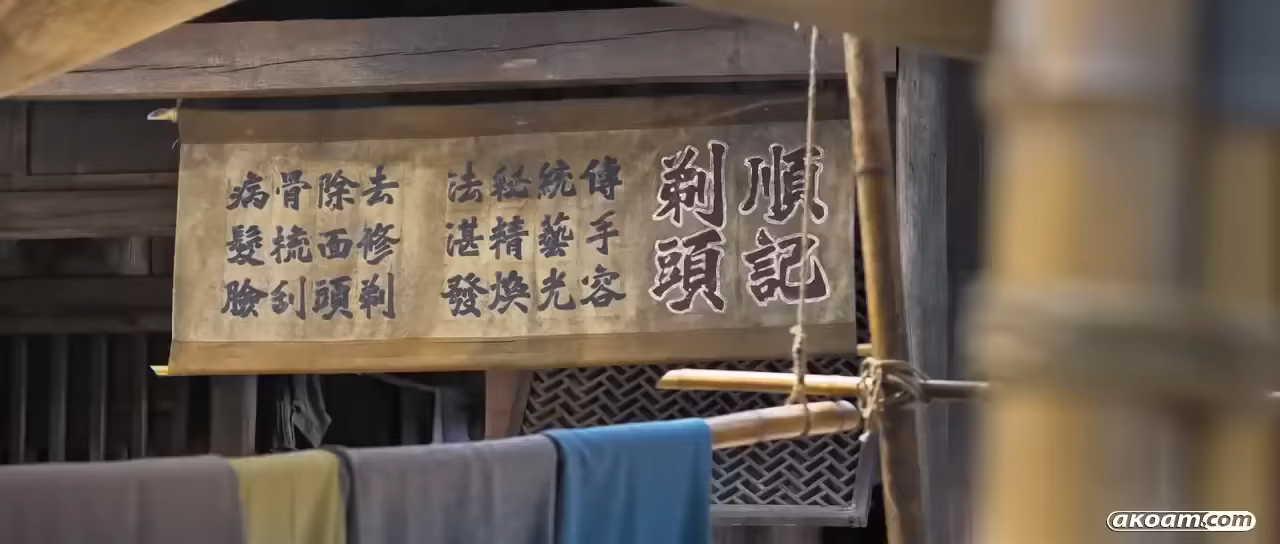 順記
剃頭
傳統秘法
手藝精湛
容光煥發
去除骨病
修面梳髮
剃頭刮臉
akoam.com